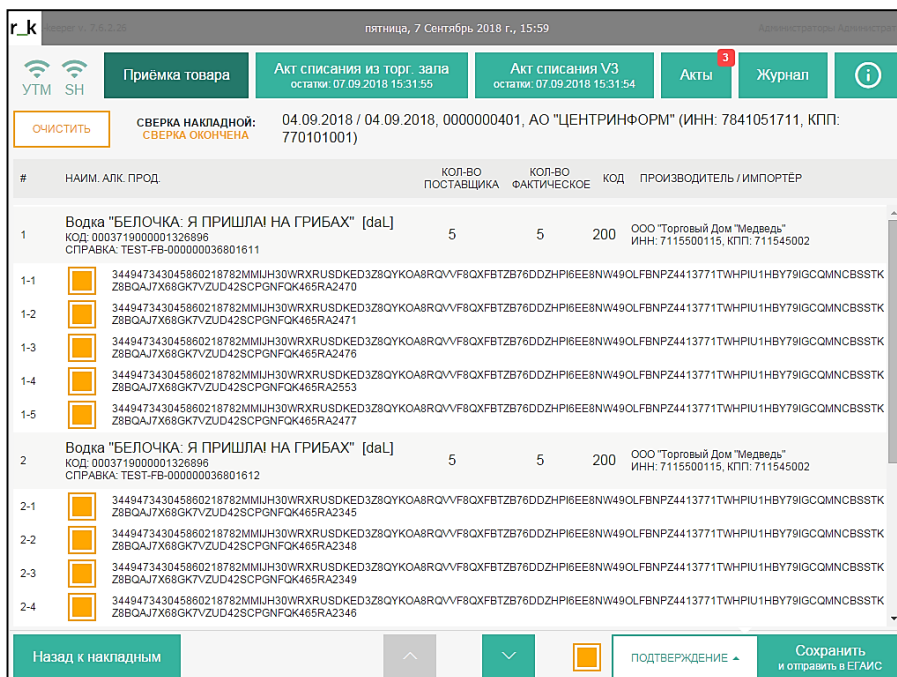 r_k
keeper v. 7.6.2.26
пятница, 7 Сентябрь 2018 г., 15:59
УТМ SH
Приёмка товара
Акт списания из торг. зала
остатки: 07.09.2018 15:31:55
Акт списания V3
остатки: 07.09.2018 15:31:54
Акты
3
Журнал
ОЧИСТИТЬ
СВЕРКА НАКЛАДНОЙ:
СВЕРКА ОКОНЧЕНА
04.09.2018 / 04.09.2018, 0000000401, АО "ЦЕНТРИНФОРМ" (ИНН: 7841051711, КПП:
770101001)
# НАИМ. АЛК. ПРОД. КОЛ-ВО ПОСТАВЩИКА КОЛ-ВО ФАКТИЧЕСКОЕ КОД ПРОИЗВОДИТЕЛЬ / ИМПОРТЁР
1 Водка "БЕЛОЧКА: Я ПРИШЛА! НА ГРИБАХ" [daL] 5 5 200 ООО "Торговый Дом "Медведь"
КОД: 0003719000001326896 ИНН: 7115500115, КПП: 711545002
СПРАВКА: TEST-FB-000000036801611
1-1 344947343045860218782MMIJH30WRXRUSDKED3Z8QYKOA8RQVVF8QXFBTZB76DDZHPI6EE8NW49OLFBNPZ4413771TWHPIU1HBY79IGCQMNCBSSTK
Z8BQAJ7X68GK7VZUD42SCPGNFQK465RA2470
1-2 344947343045860218782MMIJH30WRXRUSDKED3Z8QYKOA8RQVVF8QXFBTZB76DDZHPI6EE8NW49OLFBNPZ4413771TWHPIU1HBY79IGCQMNCBSSTK
Z8BQAJ7X68GK7VZUD42SCPGNFQK465RA2471
1-3 344947343045860218782MMIJH30WRXRUSDKED3Z8QYKOA8RQVVF8QXFBTZB76DDZHPI6EE8NW49OLFBNPZ4413771TWHPIU1HBY79IGCQMNCBSSTK
Z8BQAJ7X68GK7VZUD42SCPGNFQK465RA2476
1-4 344947343045860218782MMIJH30WRXRUSDKED3Z8QYKOA8RQVVF8QXFBTZB76DDZHPI6EE8NW49OLFBNPZ4413771TWHPIU1HBY79IGCQMNCBSSTK
Z8BQAJ7X68GK7VZUD42SCPGNFQK465RA2553
1-5 344947343045860218782MMIJH30WRXRUSDKED3Z8QYKOA8RQVVF8QXFBTZB76DDZHPI6EE8NW49OLFBNPZ4413771TWHPIU1HBY79IGCQMNCBSSTK
Z8BQAJ7X68GK7VZUD42SCPGNFQK465RA2477
2 Водка "БЕЛОЧКА: Я ПРИШЛА! НА ГРИБАХ" [daL] 5 5 200 ООО "Торговый Дом "Медведь"
КОД: 0003719000001326896 ИНН: 7115500115, КПП: 711545002
СПРАВКА: TEST-FB-000000036801612
2-1 344947343045860218782MMIJH30WRXRUSDKED3Z8QYKOA8RQVVF8QXFBTZB76DDZHPI6EE8NW49OLFBNPZ4413771TWHPIU1HBY79IGCQMNCBSSTK
Z8BQAJ7X68GK7VZUD42SCPGNFQK465RA2345
2-2 344947343045860218782MMIJH30WRXRUSDKED3Z8QYKOA8RQVVF8QXFBTZB76DDZHPI6EE8NW49OLFBNPZ4413771TWHPIU1HBY79IGCQMNCBSSTK
Z8BQAJ7X68GK7VZUD42SCPGNFQK465RA2348
2-3 344947343045860218782MMIJH30WRXRUSDKED3Z8QYKOA8RQVVF8QXFBTZB76DDZHPI6EE8NW49OLFBNPZ4413771TWHPIU1HBY79IGCQMNCBSSTK
Z8BQAJ7X68GK7VZUD42SCPGNFQK465RA2349
2-4 344947343045860218782MMIJH30WRXRUSDKED3Z8QYKOA8RQVVF8QXFBTZB76DDZHPI6EE8NW49OLFBNPZ4413771TWHPIU1HBY79IGCQMNCBSSTK
Z8BQAJ7X68GK7VZUD42SCPGNFQK465RA2346
Назад к накладным
ПОДТВЕРЖДЕНИЕ
Сохранить
и отправить в ЕГАИС